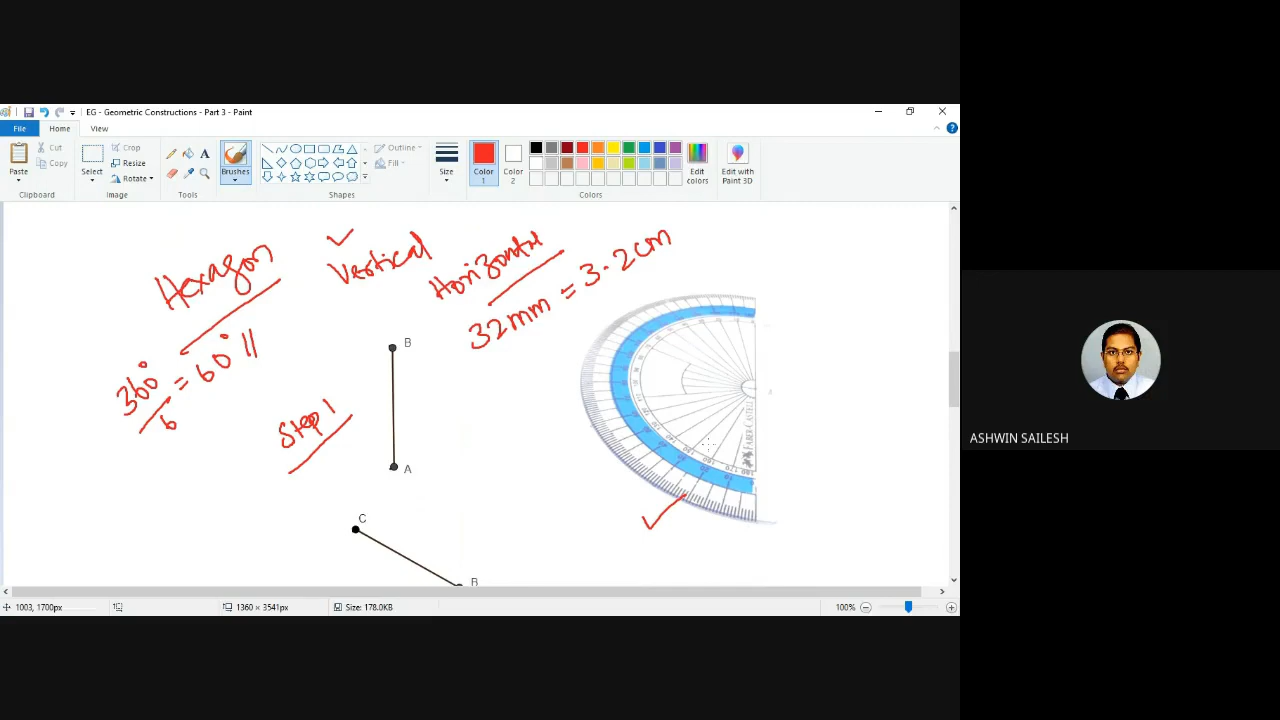 EG - Geometric Constructions - Part 3 - Paint
File Home View
Paste Cut Copy Clipboard
Select Crop Resize Rotate Image
Tools
Brushes
Outline Fill Shapes
Size
Color 1 Color 2 Edit colors Colors
Edit with Paint 3D
Hexagon
Vertical
Horizontal
32mm = 3.2cm
360°/6 = 60°
Step 1
B
A
C
B
FABER-CASTELL
1003, 1700px 1360 × 3541px Size: 178.0KB 100%
ASHWIN SAILESH